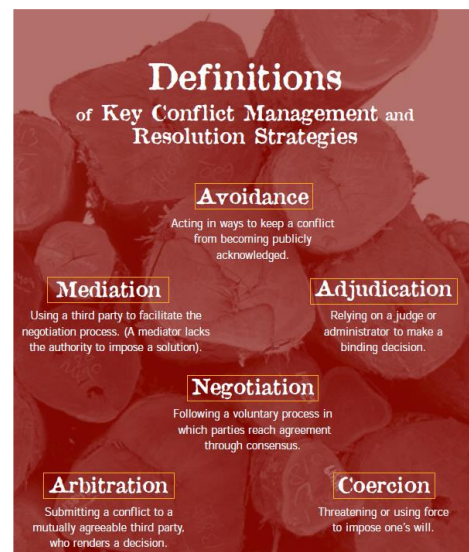 Definitions
of Key Conflict Management and
Resolution Strategies
Avoidance
Acting in ways to keep a conflict
from becoming publicly
acknowledged.
Mediation
Using a third party to facilitate the
negotiation process. (A mediator lacks
the authority to impose a solution).
Adjudication
Relying on a judge or
administrator to make a
binding decision.
Negotiation
Following a voluntary process in
which parties reach agreement
through consensus.
Arbitration
Submitting a conflict to a
mutually agreeable third party,
who renders a decision.
Coercion
Threatening or using force
to impose one's will.